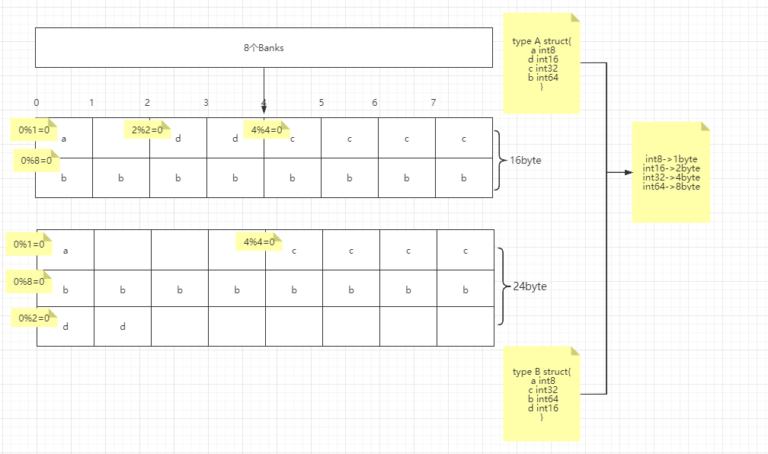 8个Banks
0 1 2 3 4 5 6 7
0%1=0 a 2%2=0 d d 4%4=0 c c c c
0%8=0 b b b b b b b b
16byte
0%1=0 a 4%4=0 c c c c
0%8=0 b b b b b b b b
0%2=0 d d
24byte
type A struct{
a int8
d int16
c int32
b int64
}
int8->1byte
int16->2byte
int32->4byte
int64->8byte
type B struct{
a int8
c int32
b int64
d int16
}